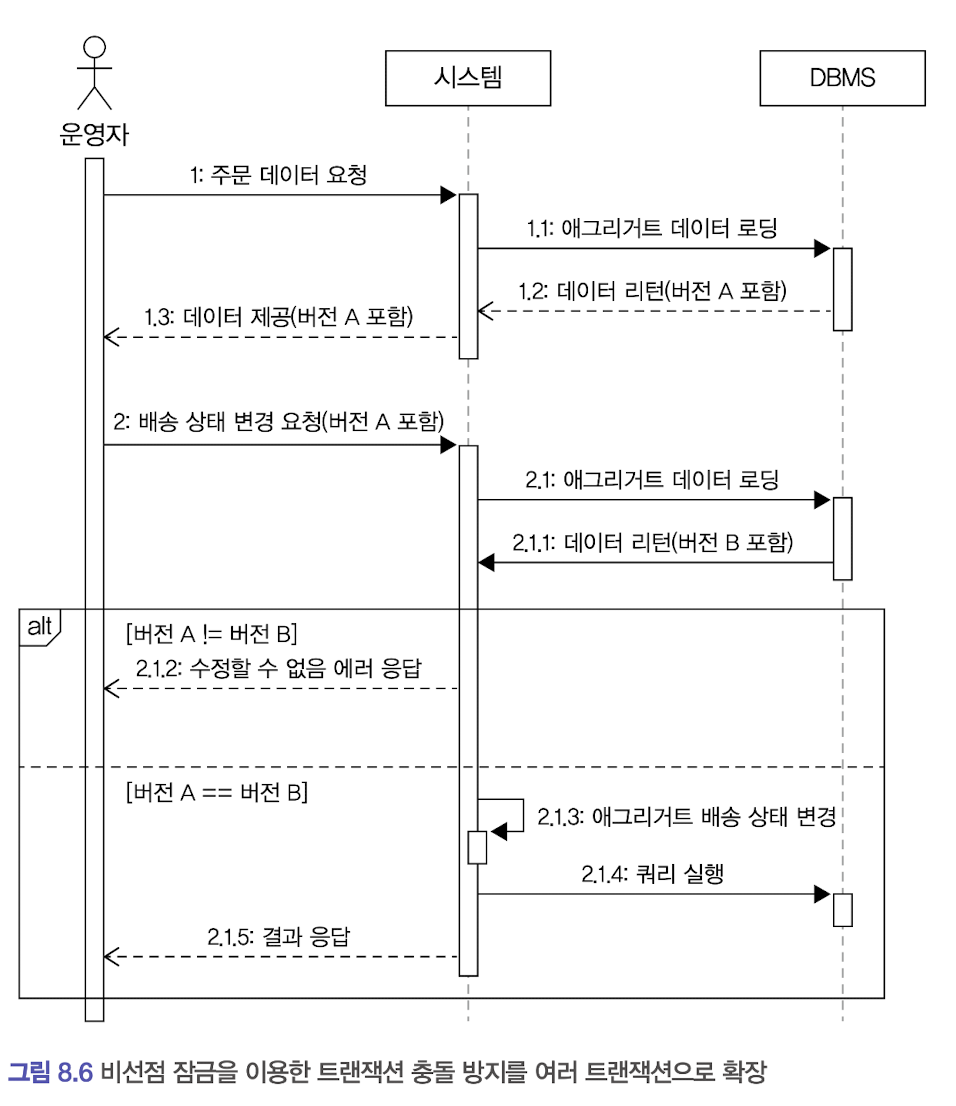 시스템
DBMS
운영자
1: 주문 데이터 요청
1.1: 애그리거트 데이터 로딩
1.2: 데이터 리턴(버전 A 포함)
1.3: 데이터 제공(버전 A 포함)
2: 배송 상태 변경 요청(버전 A 포함)
2.1: 애그리거트 데이터 로딩
2.1.1: 데이터 리턴(버전 B 포함)
alt
[버전 A != 버전 B]
2.1.2: 수정할 수 없음 에러 응답
[버전 A == 버전 B]
2.1.3: 애그리거트 배송 상태 변경
2.1.4: 쿼리 실행
2.1.5: 결과 응답
그림 8.6 비선점 잠금을 이용한 트랜잭션 충돌 방지를 여러 트랜잭션으로 확장